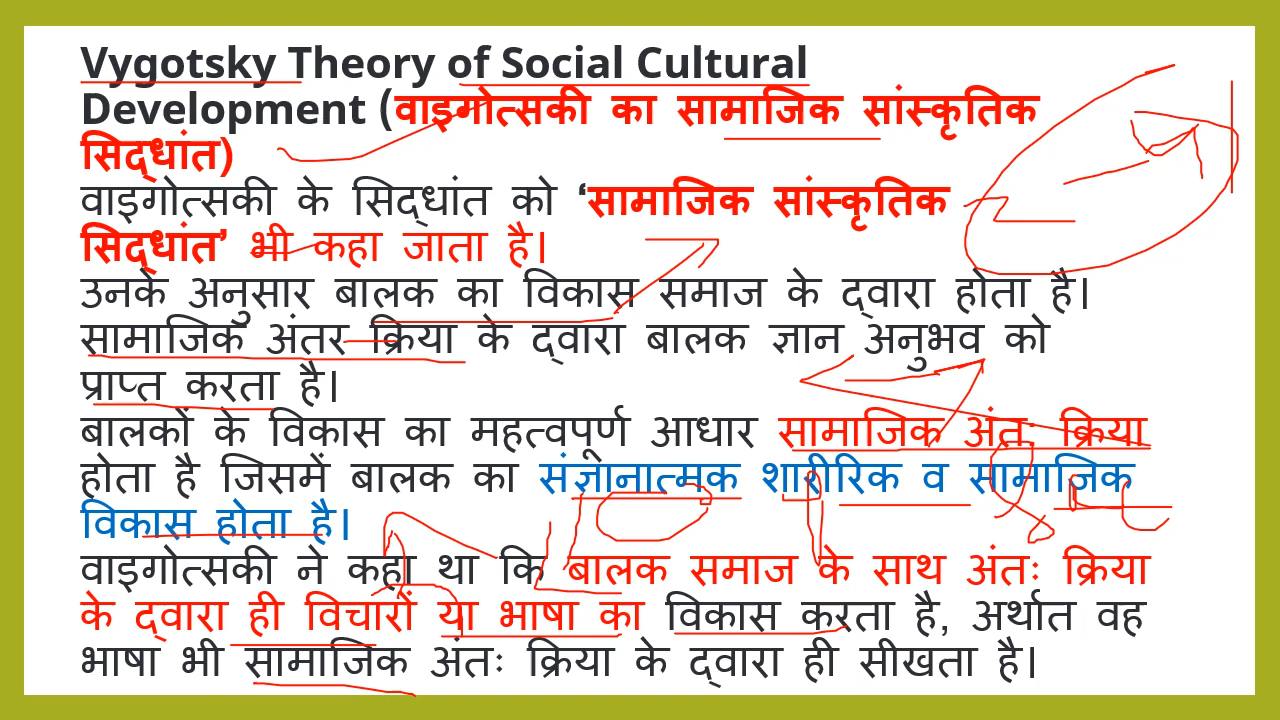 Vygotsky Theory of Social Cultural
Development (वाइगोत्सकी का सामाजिक सांस्कृतिक
सिद्धांत)
वाइगोत्सकी के सिद्धांत को ‘सामाजिक सांस्कृतिक
सिद्धांत’ भी कहा जाता है।
उनके अनुसार बालक का विकास समाज के द्वारा होता है।
सामाजिक अंतर क्रिया के द्वारा बालक ज्ञान अनुभव को
प्राप्त करता है।
बालकों के विकास का महत्वपूर्ण आधार सामाजिक अंत: क्रिया
होता है जिसमें बालक का संज्ञानात्मक शारीरिक व सामाजिक
विकास होता है।
वाइगोत्सकी ने कहा था कि बालक समाज के साथ अंतः क्रिया
के द्वारा ही विचारों या भाषा का विकास करता है, अर्थात वह
भाषा भी सामाजिक अंतः क्रिया के द्वारा ही सीखता है।